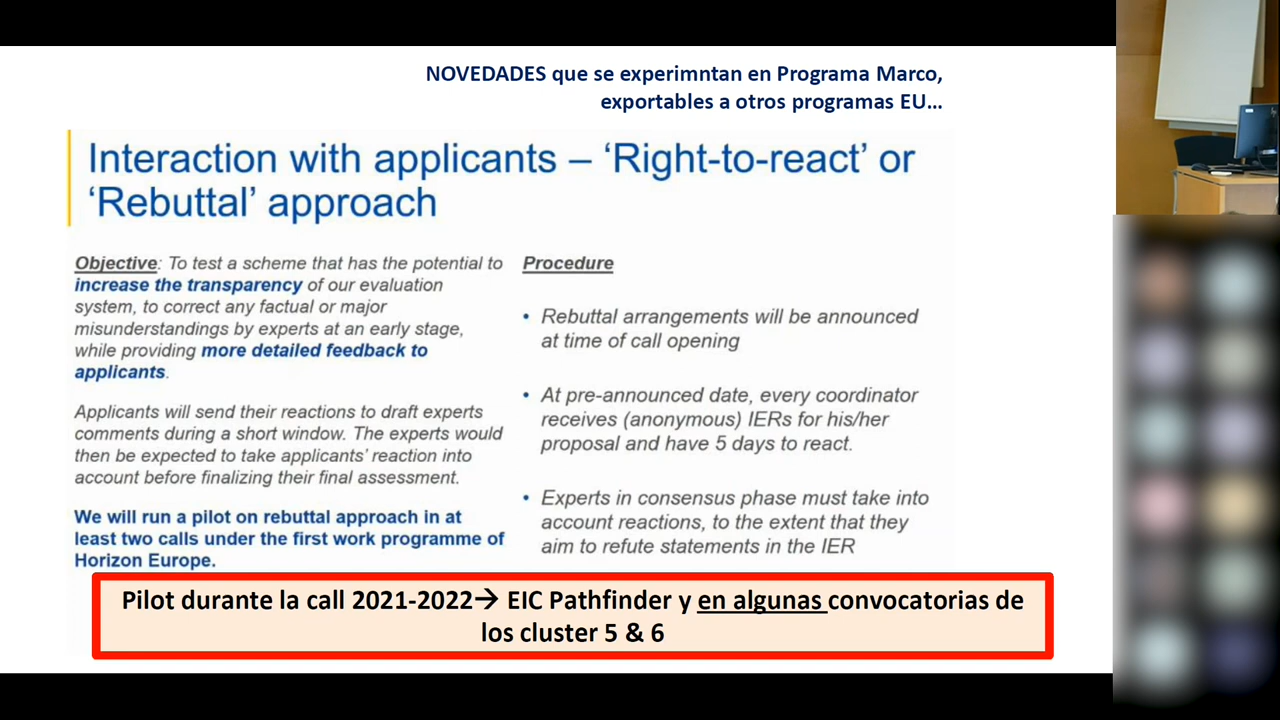 NOVEDADES que se experimntan en Programa Marco,
exportables a otros programas EU…
Interaction with applicants – ‘Right-to-react’ or
‘Rebuttal’ approach
Objective: To test a scheme that has the potential to
increase the transparency of our evaluation
system, to correct any factual or major
misunderstandings by experts at an early stage,
while providing more detailed feedback to
applicants.
Applicants will send their reactions to draft experts
comments during a short window. The experts would
then be expected to take applicants’ reaction into
account before finalizing their final assessment.
We will run a pilot on rebuttal approach in at
least two calls under the first work programme of
Horizon Europe.
Procedure
• Rebuttal arrangements will be announced
at time of call opening
• At pre-announced date, every coordinator
receives (anonymous) IERs for his/her
proposal and have 5 days to react.
• Experts in consensus phase must take into
account reactions, to the extent that they
aim to refute statements in the IER
Pilot durante la call 2021-2022→ EIC Pathfinder y en algunas convocatorias de
los cluster 5 & 6